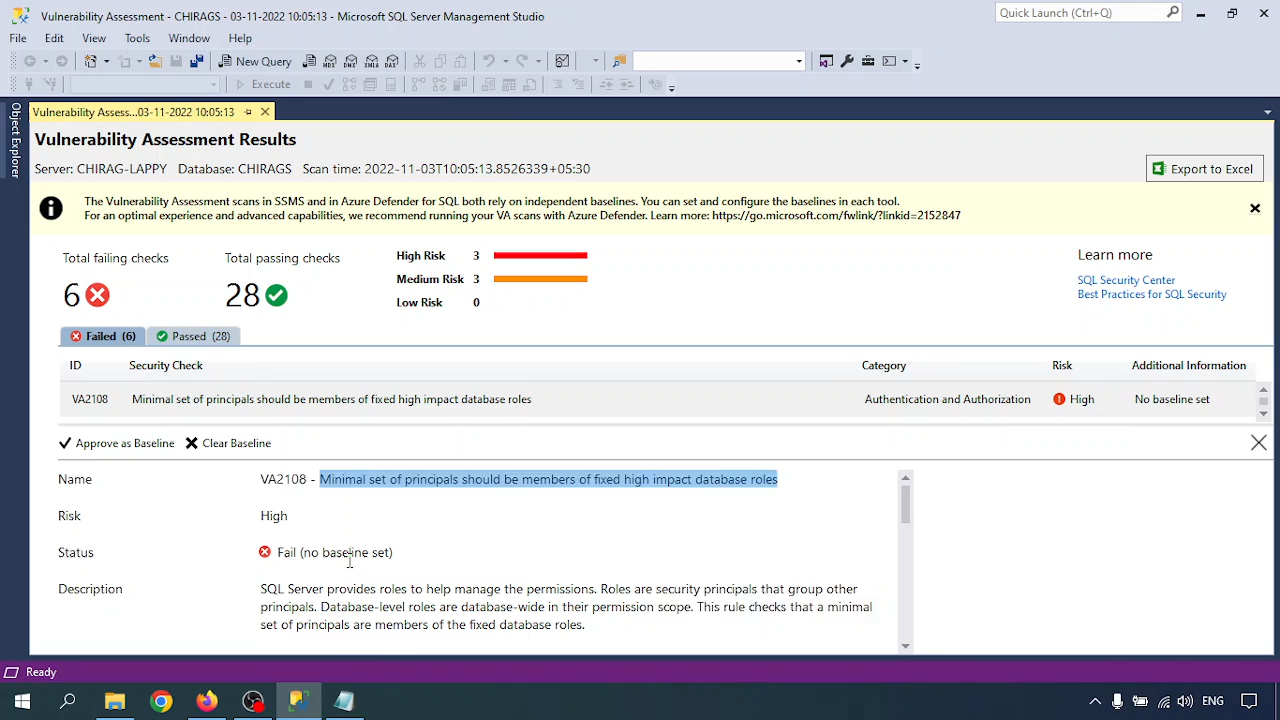 Vulnerability Assessment - CHIRAGS - 03-11-2022 10:05:13 - Microsoft SQL Server Management Studio
Quick Launch (Ctrl+Q)
File Edit View Tools Window Help
New Query
MDX DMX XMLA DAX
Execute
Object Explorer
Vulnerability Assess...03-11-2022 10:05:13
Vulnerability Assessment Results
Server: CHIRAG-LAPPY Database: CHIRAGS Scan time: 2022-11-03T10:05:13.8526339+05:30
Export to Excel
The Vulnerability Assessment scans in SSMS and in Azure Defender for SQL both rely on independent baselines. You can set and configure the baselines in each tool.
For an optimal experience and advanced capabilities, we recommend running your VA scans with Azure Defender. Learn more: https://go.microsoft.com/fwlink/?linkid=2152847
Total failing checks
6
Total passing checks
28
High Risk 3
Medium Risk 3
Low Risk 0
Learn more
SQL Security Center
Best Practices for SQL Security
Failed (6) Passed (28)
ID Security Check Category Risk Additional Information
VA2108 Minimal set of principals should be members of fixed high impact database roles Authentication and Authorization High No baseline set
Approve as Baseline Clear Baseline
Name VA2108 - Minimal set of principals should be members of fixed high impact database roles
Risk High
Status Fail (no baseline set)
Description SQL Server provides roles to help manage the permissions. Roles are security principals that group other
principals. Database-level roles are database-wide in their permission scope. This rule checks that a minimal
set of principals are members of the fixed database roles.
Ready
ENG